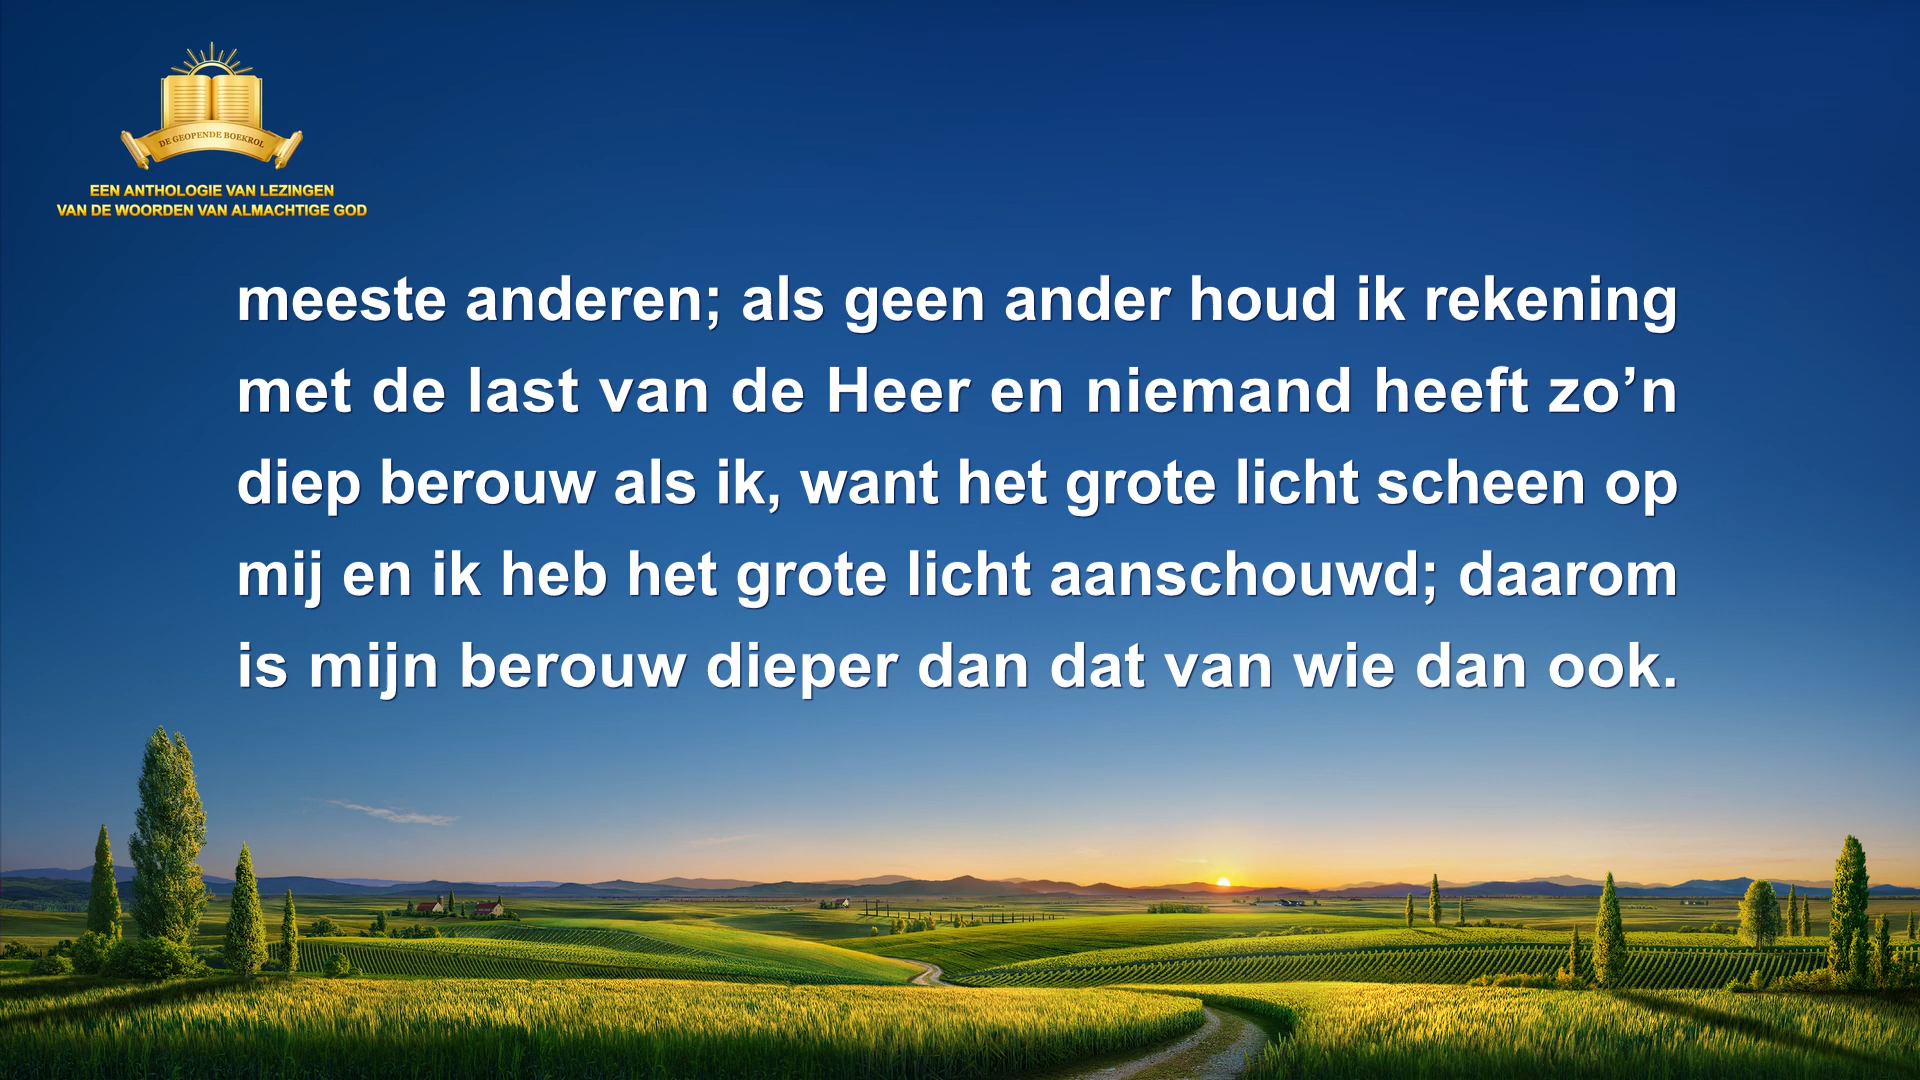 DE GEOPENDE BOEKROL
EEN ANTHOLOGIE VAN LEZINGEN
VAN DE WOORDEN VAN ALMACHTIGE GOD
meeste anderen; als geen ander houd ik rekening
met de last van de Heer en niemand heeft zo’n
diep berouw als ik, want het grote licht scheen op
mij en ik heb het grote licht aanschouwd; daarom
is mijn berouw dieper dan dat van wie dan ook.